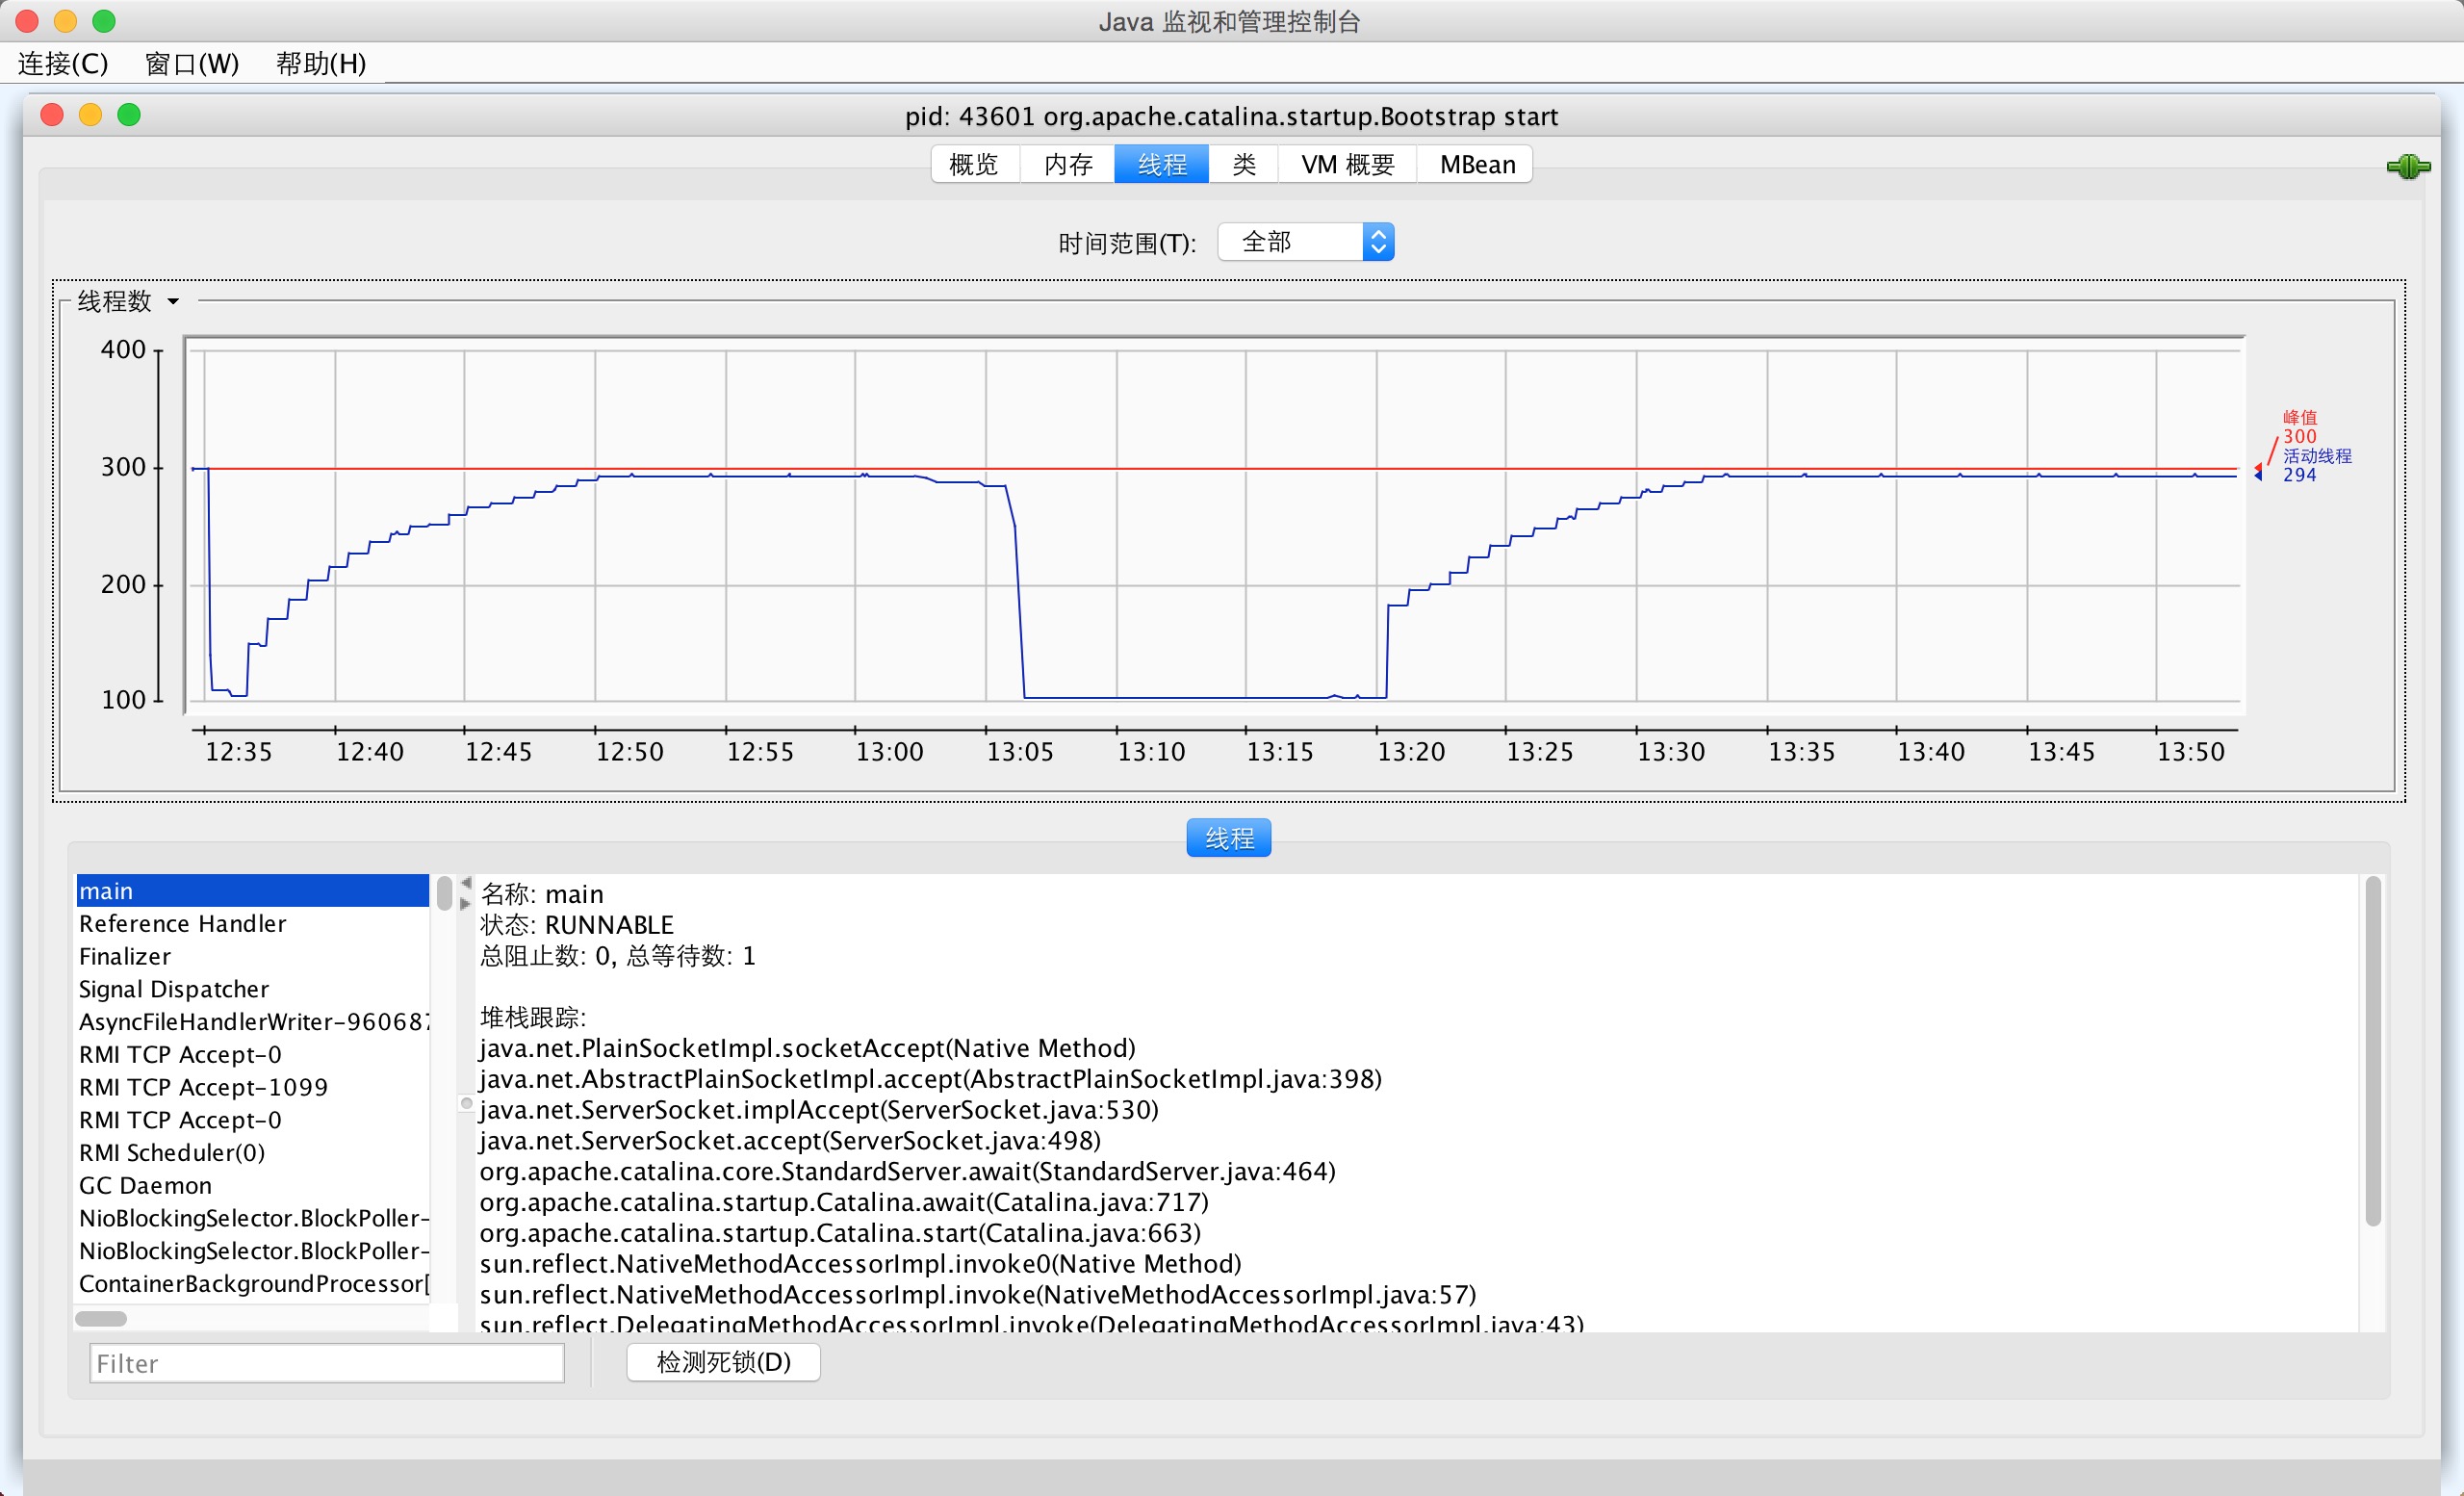 Java 监视和管理控制台
连接(C) 窗口(W) 帮助(H)
pid: 43601 org.apache.catalina.startup.Bootstrap start
概览 内存 线程 类 VM 概要 MBean
时间范围(T): 全部
线程数
400
300
200
100
峰值
300
活动线程
294
12:35 12:40 12:45 12:50 12:55 13:00 13:05 13:10 13:15 13:20 13:25 13:30 13:35 13:40 13:45 13:50
线程
main
Reference Handler
Finalizer
Signal Dispatcher
AsyncFileHandlerWriter-960687
RMI TCP Accept-0
RMI TCP Accept-1099
RMI TCP Accept-0
RMI Scheduler(0)
GC Daemon
NioBlockingSelector.BlockPoller-
NioBlockingSelector.BlockPoller-
ContainerBackgroundProcessor[
名称: main
状态: RUNNABLE
总阻止数: 0, 总等待数: 1
堆栈跟踪:
java.net.PlainSocketImpl.socketAccept(Native Method)
java.net.AbstractPlainSocketImpl.accept(AbstractPlainSocketImpl.java:398)
java.net.ServerSocket.implAccept(ServerSocket.java:530)
java.net.ServerSocket.accept(ServerSocket.java:498)
org.apache.catalina.core.StandardServer.await(StandardServer.java:464)
org.apache.catalina.startup.Catalina.await(Catalina.java:717)
org.apache.catalina.startup.Catalina.start(Catalina.java:663)
sun.reflect.NativeMethodAccessorImpl.invoke0(Native Method)
sun.reflect.NativeMethodAccessorImpl.invoke(NativeMethodAccessorImpl.java:57)
sun.reflect.DelegatingMethodAccessorImpl.invoke(DelegatingMethodAccessorImpl.java:43)
Filter
检测死锁(D)